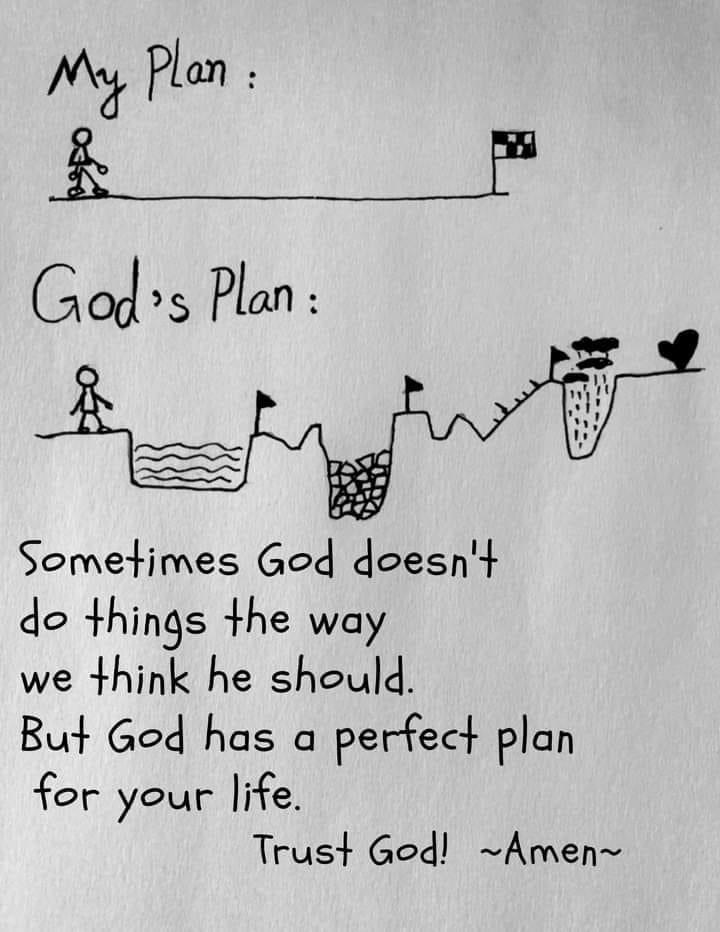 My Plan :
God's Plan :
Sometimes God doesn't
do things the way
we think he should.
But God has a perfect plan
for your life.
Trust God! ~Amen~